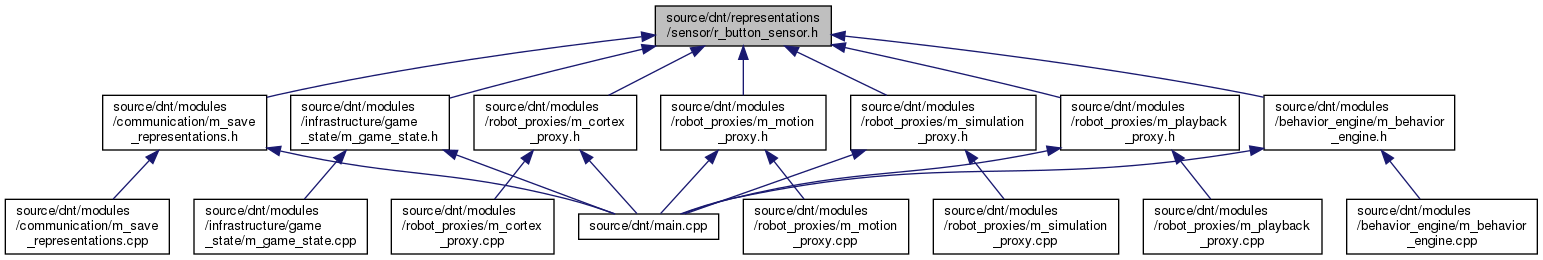 source/dnt/representations
/sensor/r_button_sensor.h
source/dnt/modules
/communication/m_save
_representations.h
source/dnt/modules
/infrastructure/game
_state/m_game_state.h
source/dnt/modules
/robot_proxies/m_cortex
_proxy.h
source/dnt/modules
/robot_proxies/m_motion
_proxy.h
source/dnt/modules
/robot_proxies/m_simulation
_proxy.h
source/dnt/modules
/robot_proxies/m_playback
_proxy.h
source/dnt/modules
/behavior_engine/m_behavior
_engine.h
source/dnt/modules
/communication/m_save
_representations.cpp
source/dnt/modules
/infrastructure/game
_state/m_game_state.cpp
source/dnt/modules
/robot_proxies/m_cortex
_proxy.cpp
source/dnt/main.cpp
source/dnt/modules
/robot_proxies/m_motion
_proxy.cpp
source/dnt/modules
/robot_proxies/m_simulation
_proxy.cpp
source/dnt/modules
/robot_proxies/m_playback
_proxy.cpp
source/dnt/modules
/behavior_engine/m_behavior
_engine.cpp